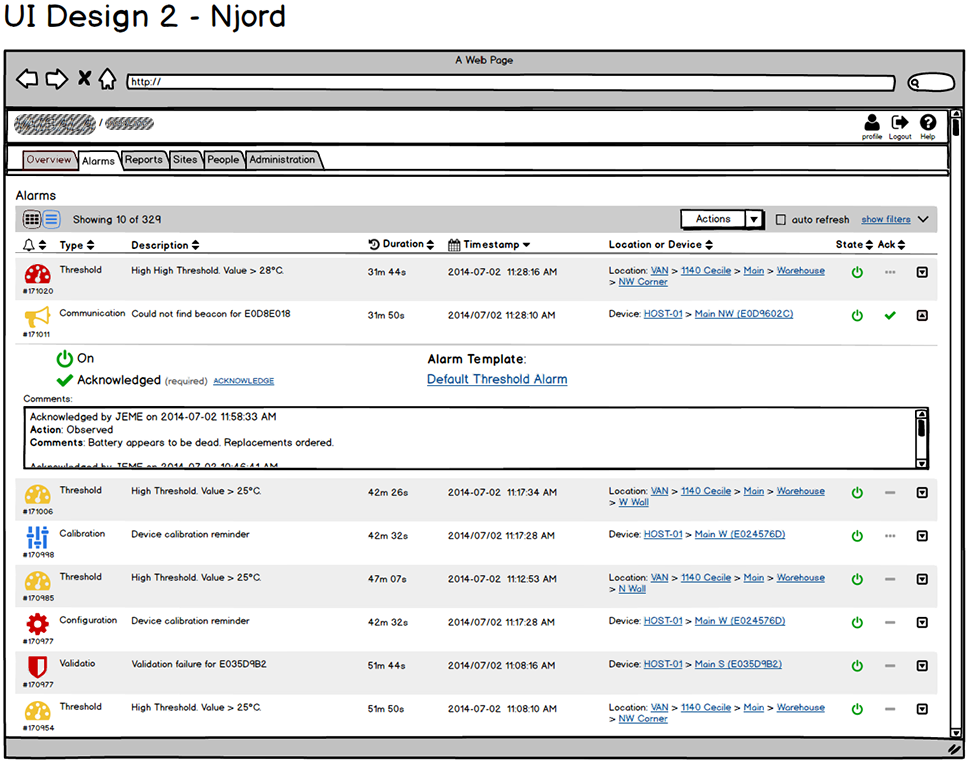 UI Design 2 - Njord
A Web Page
http://
/
profile Logout Help
Overview Alarms Reports Sites People Administration
Alarms
Showing 10 of 329 Actions auto refresh show filters
Type Description Duration Timestamp Location or Device State Ack
Threshold High High Threshold. Value > 28°C. 31m 44s 2014-07-02 11:28:16 AM Location: VAN > 1140 Cecile > Main > Warehouse
> NW Corner
#171020
Communication Could not find beacon for E0D8E018 31m 50s 2014/07/02 11:28:10 AM Device: HOST-01 > Main NW (E0D9602C)
#171011
On Alarm Template:
Acknowledged (required) ACKNOWLEDGE Default Threshold Alarm
Comments:
Acknowledged by JEME on 2014-07-02 11:58:33 AM
Action: Observed
Comments: Battery appears to be dead. Replacements ordered.
Acknowledged by JEME on 2014-07-02 10:46:41 AM
Threshold High Threshold. Value > 25°C. 42m 26s 2014-07-02 11:17:34 AM Location: VAN > 1140 Cecile > Main > Warehouse
> W Wall
#171006
Calibration Device calibration reminder 42m 32s 2014/07/02 11:17:28 AM Device: HOST-01 > Main W (E024576D)
#170998
Threshold High Threshold. Value > 25°C. 47m 07s 2014/07/02 11:12:53 AM Location: VAN > 1140 Cecile > Main > Warehouse
> N Wall
#170985
Configuration Device calibration reminder 42m 32s 2014/07/02 11:17:28 AM Device: HOST-01 > Main W (E024576D)
#170977
Validatio Validation failure for E035D9B2 51m 44s 2014/07/02 11:08:16 AM Device: HOST-01 > Main S (E035D9B2)
#170977
Threshold High Threshold. Value > 25°C. 51m 50s 2014/07/02 11:08:10 AM Location: VAN > 1140 Cecile > Main > Warehouse
> NW Corner
#170954